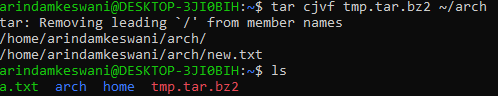 arindamkeswani@DESKTOP-3JI0BIH:~$ tar cjvf tmp.tar.bz2 ~/arch
tar: Removing leading `/' from member names
/home/arindamkeswani/arch/
/home/arindamkeswani/arch/new.txt
arindamkeswani@DESKTOP-3JI0BIH:~$ ls
a.txt  arch  home  tmp.tar.bz2